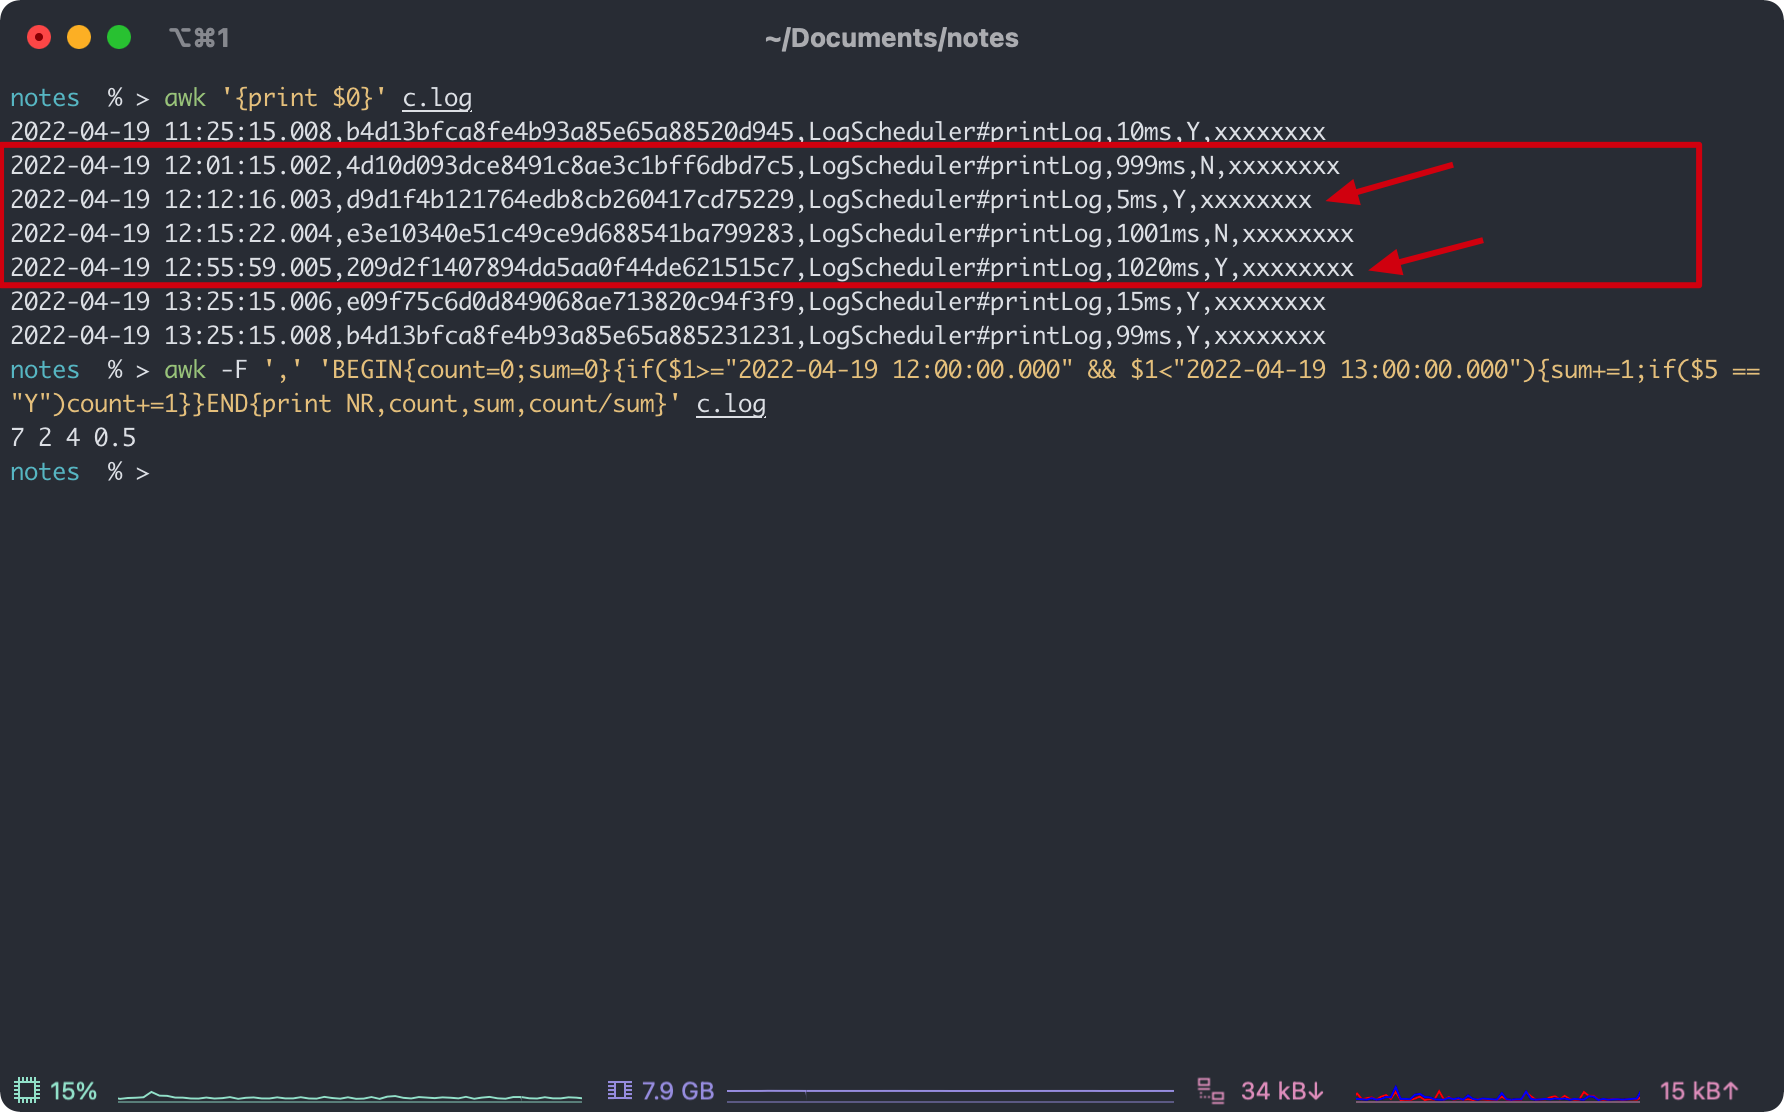 ⌥⌘1
~/Documents/notes
notes % > awk '{print $0}' c.log
2022-04-19 11:25:15.008,b4d13bfca8fe4b93a85e65a88520d945,LogScheduler#printLog,10ms,Y,xxxxxxxx
2022-04-19 12:01:15.002,4d10d093dce8491c8ae3c1bff6dbd7c5,LogScheduler#printLog,999ms,N,xxxxxxxx
2022-04-19 12:12:16.003,d9d1f4b121764edb8cb260417cd75229,LogScheduler#printLog,5ms,Y,xxxxxxxx
2022-04-19 12:15:22.004,e3e10340e51c49ce9d688541ba799283,LogScheduler#printLog,1001ms,N,xxxxxxxx
2022-04-19 12:55:59.005,209d2f1407894da5aa0f44de621515c7,LogScheduler#printLog,1020ms,Y,xxxxxxxx
2022-04-19 13:25:15.006,e09f75c6d0d849068ae713820c94f3f9,LogScheduler#printLog,15ms,Y,xxxxxxxx
2022-04-19 13:25:15.008,b4d13bfca8fe4b93a85e65a885231231,LogScheduler#printLog,99ms,Y,xxxxxxxx
notes % > awk -F ',' 'BEGIN{count=0;sum=0}{if($1>="2022-04-19 12:00:00.000" && $1<"2022-04-19 13:00:00.000"){sum+=1;if($5 ==
"Y")count+=1}}END{print NR,count,sum,count/sum}' c.log
7 2 4 0.5
notes % >
15% 7.9 GB 34 kB↓ 15 kB↑